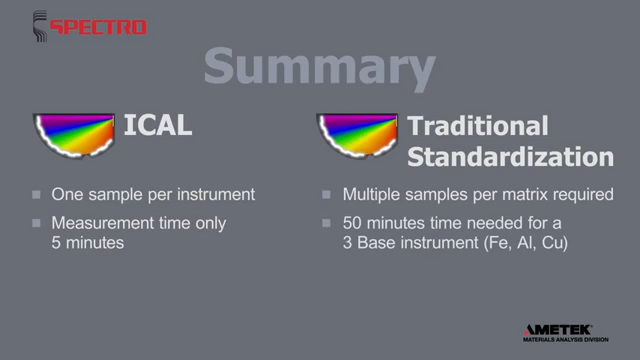 SPECTRO
Summary
ICAL
One sample per instrument
Measurement time only
5 minutes
Traditional
Standardization
Multiple samples per matrix required
50 minutes time needed for a
3 Base instrument (Fe, Al, Cu)
AMETEK
MATERIALS ANALYSIS DIVISION